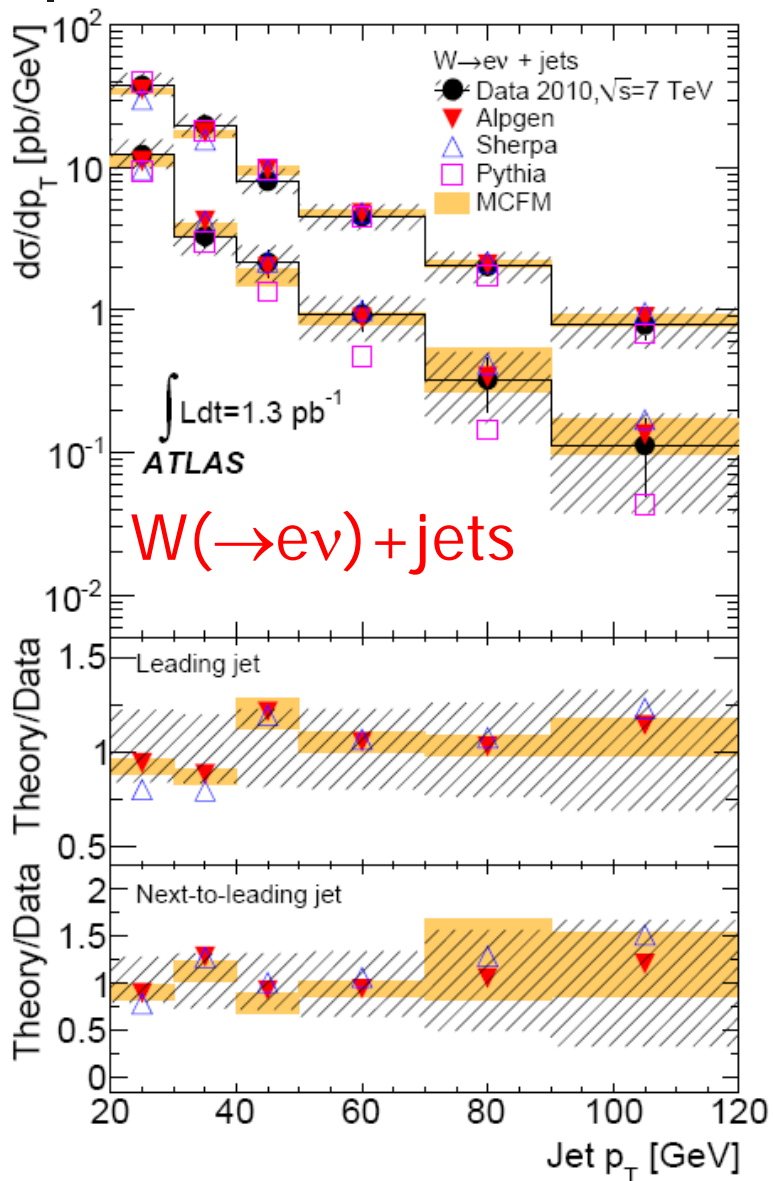 W→eν + jets
Data 2010,√s=7 TeV
Alpgen
Sherpa
Pythia
MCFM
dσ/dp_T [pb/GeV]
10²
10
1
10⁻¹
10⁻²
∫Ldt=1.3 pb⁻¹
ATLAS
W(→eν)+jets
Leading jet
Theory/Data
1.5
1
0.5
Next-to-leading jet
Theory/Data
2
1.5
1
0.5
0
20 40 60 80 100 120
Jet p_T [GeV]